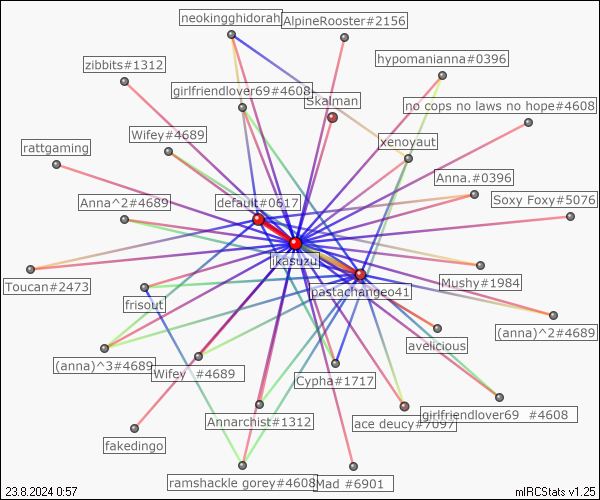 neokingghidorah
AlpineRooster#2156
hypomanianna#0396
zibbits#1312
girlfriendlover69#4608
Skalman
no cops no laws no hope#4608
Wifey#4689
xenoyaut
rattgaming
Anna.#0396
Anna^2#4689
default#0617
Soxy Foxy#5076
ikasuzu
Toucan#2473
Mushy#1984
frisout
pastachangeo41
(anna)^2#4689
avelicious
(anna)^3#4689
Wifey #4689
Cypha#1717
Annarchist#1312
ace deucy#7097
girlfriendlover69 #4608
fakedingo
ramshackle gorey#4608
Mad #6901
23.8.2024 0:57
mIRCStats v1.25